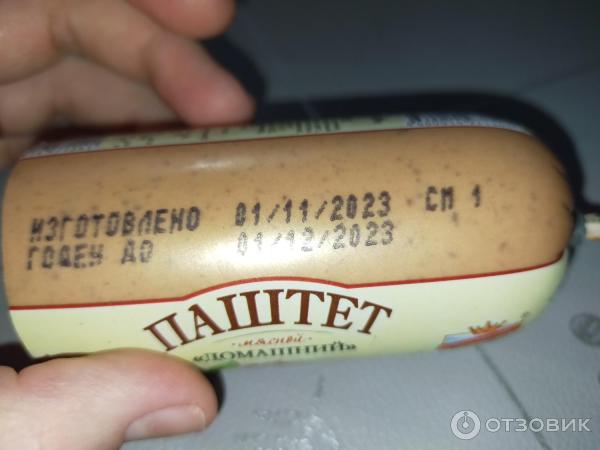 ИЗГОТОВЛЕНО 01/11/2023 СМ 1
ГОДЕН ДО 01/12/2023
ПАШТЕТ
мясной
«ДОМАШНИЙ»
ОТЗОВИК